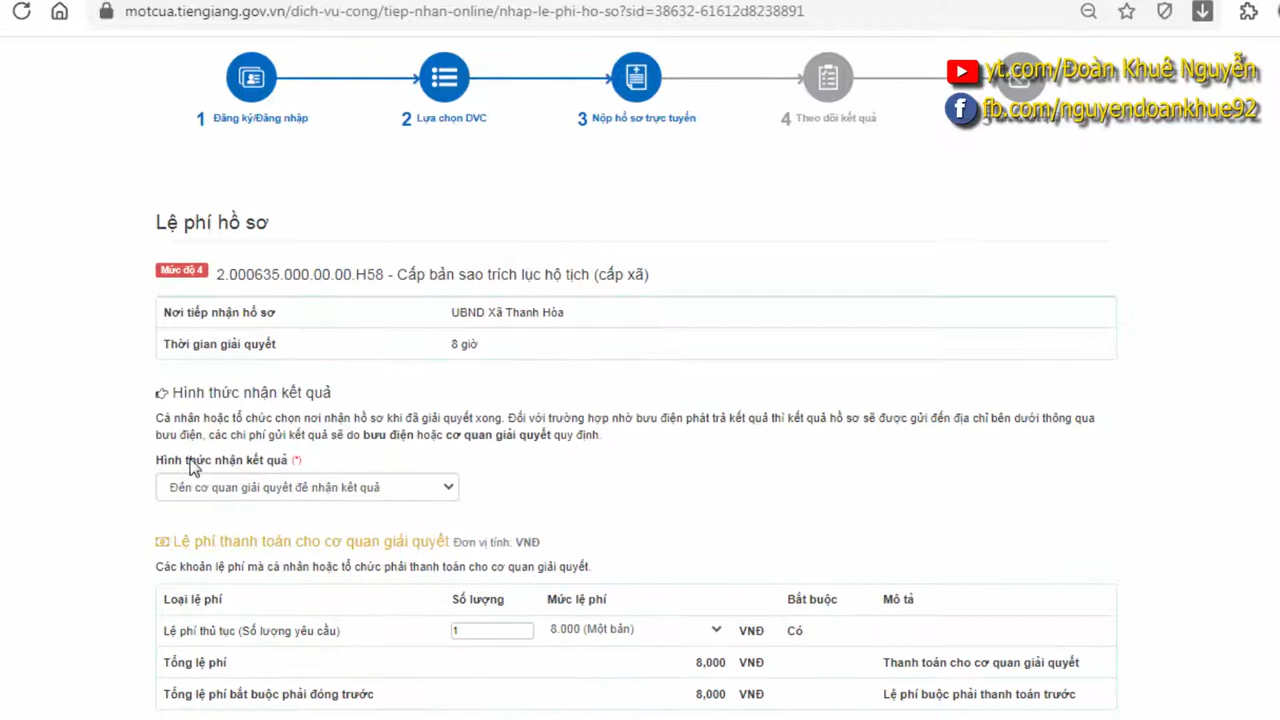 motcua.tiengiang.gov.vn/dich-vu-cong/tiep-nhan-online/nhap-le-phi-ho-so?sid=38632-61612d8238891
yt.com/Đoàn Khuê Nguyễn
fb.com/nguyendoankhue92
1 Đăng ký/Đăng nhập
2 Lựa chọn DVC
3 Nộp hồ sơ trực tuyến
4 Theo dõi kết quả
Lệ phí hồ sơ
Mức độ 4 2.000635.000.00.00.H58 - Cấp bản sao trích lục hộ tịch (cấp xã)
Nơi tiếp nhận hồ sơ UBND Xã Thanh Hòa
Thời gian giải quyết 8 giờ
Hình thức nhận kết quả
Cá nhân hoặc tổ chức chọn nơi nhận hồ sơ khi đã giải quyết xong. Đối với trường hợp nhờ bưu điện phát trả kết quả thì kết quả hồ sơ sẽ được gửi đến địa chỉ bên dưới thông qua
bưu điện, các chi phí gửi kết quả sẽ do bưu điện hoặc cơ quan giải quyết quy định.
Hình thức nhận kết quả (*)
Đến cơ quan giải quyết để nhận kết quả
Lệ phí thanh toán cho cơ quan giải quyết Đơn vị tính: VNĐ
Các khoản lệ phí mà cá nhân hoặc tổ chức phải thanh toán cho cơ quan giải quyết.
Loại lệ phí Số lượng Mức lệ phí Bắt buộc Mô tả
Lệ phí thủ tục (Số lượng yêu cầu) 1 8.000 (Một bản) VNĐ Có
Tổng lệ phí 8,000 VNĐ Thanh toán cho cơ quan giải quyết
Tổng lệ phí bắt buộc phải đóng trước 8,000 VNĐ Lệ phí buộc phải thanh toán trước